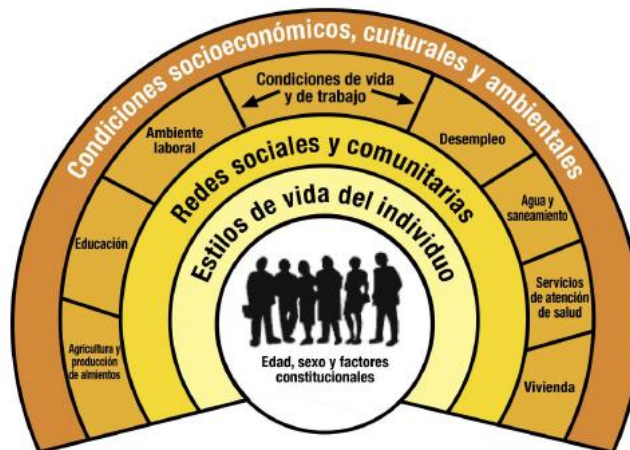 Condiciones socioeconómicos, culturales y ambientales
Condiciones de vida
y de trabajo
Ambiente
laboral
Desempleo
Educación
Agua y
saneamiento
Agricultura y
producción
de almientos
Servicios
de atención
de salud
Vivienda
Redes sociales y comunitarias
Estilos de vida del individuo
Edad, sexo y factores
constitucionales